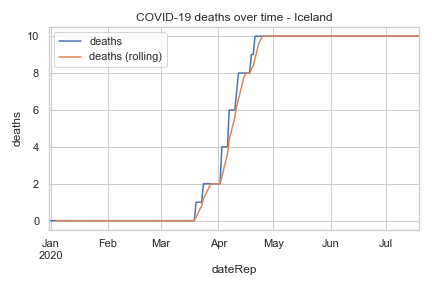 COVID-19 deaths over time - Iceland
deaths
deaths (rolling)
10
8
6
4
2
0
deaths
Jan
2020
Feb
Mar
Apr
May
Jun
Jul
dateRep